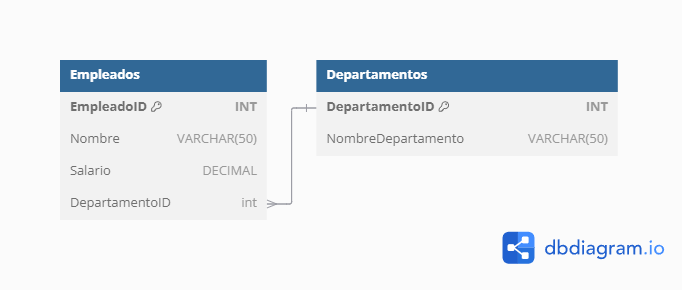 Empleados
EmpleadoID INT
Nombre VARCHAR(50)
Salario DECIMAL
DepartamentoID int
Departamentos
DepartamentoID INT
NombreDepartamento VARCHAR(50)
dbdiagram.io